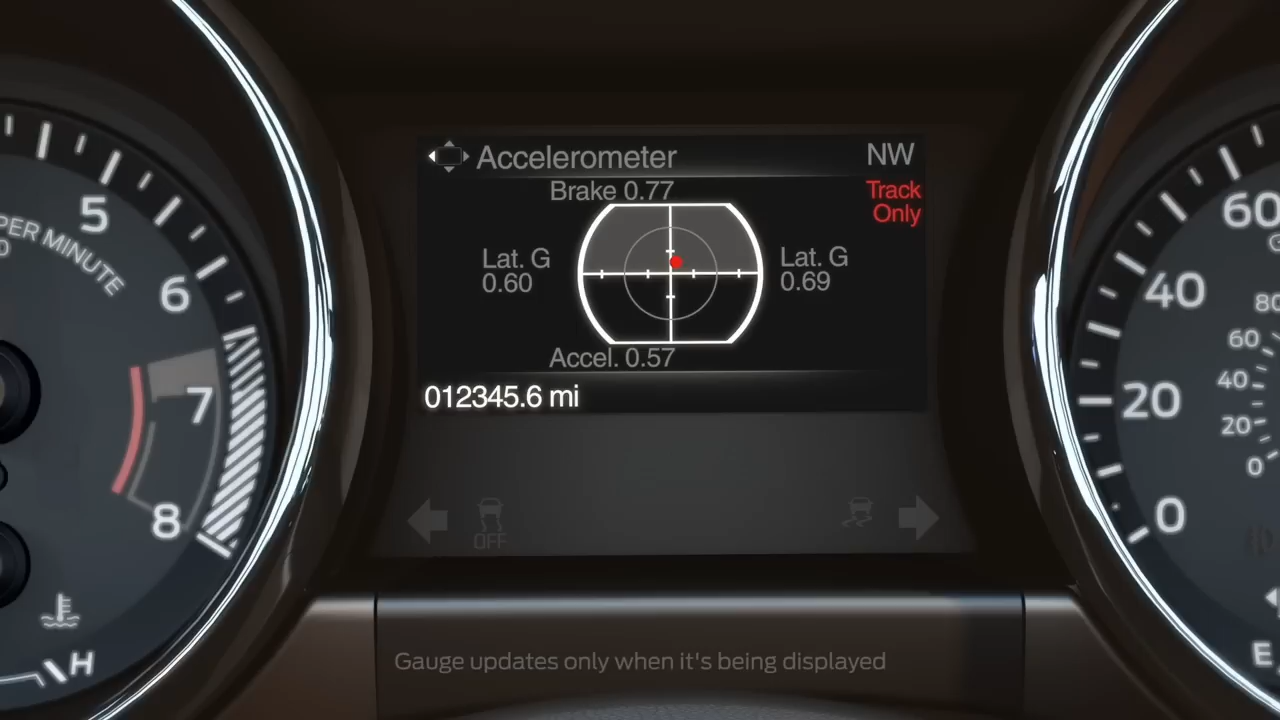 Accelerometer
NW
Brake 0.77
Track
Only
Lat. G
0.60
Lat. G
0.69
Accel. 0.57
012345.6 mi
5
PER MINUTE
6
7
8
H
60
40
20
0
80
60
40
20
0
E
OFF
Gauge updates only when it's being displayed